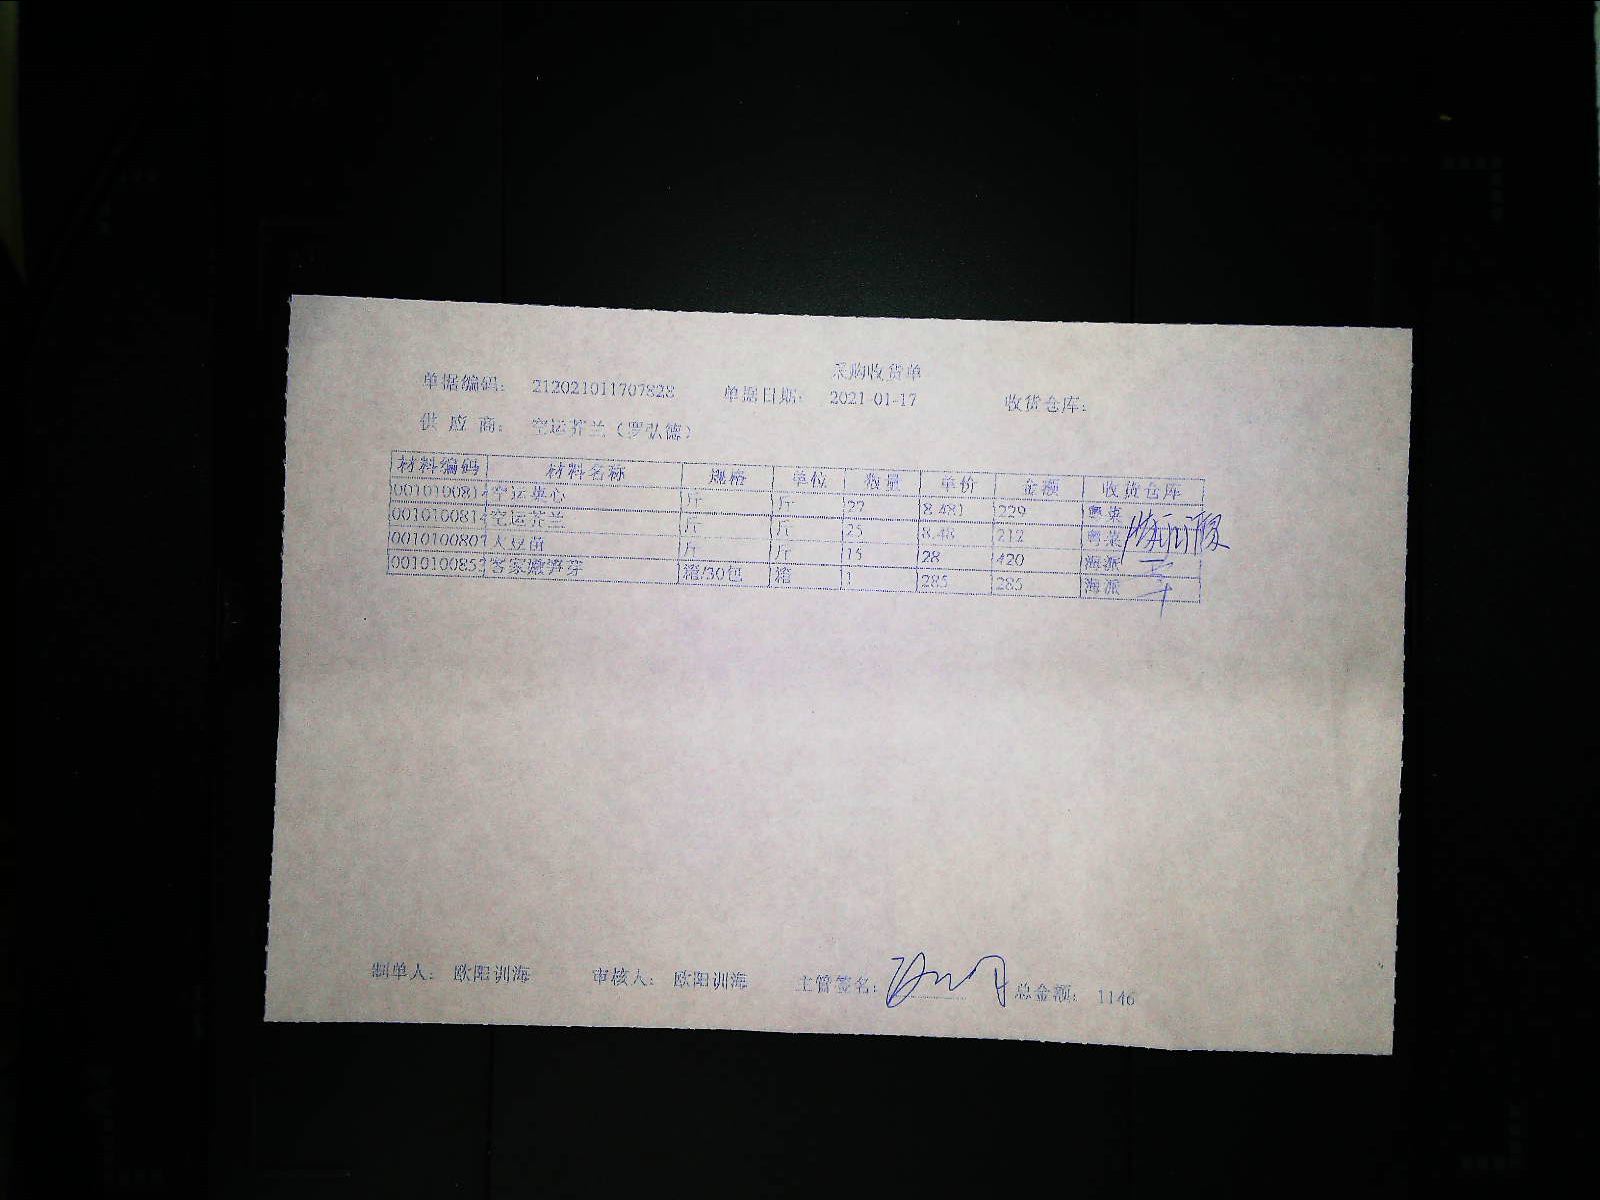 采购收货单
单据编码： 212021011707828 单据日期： 2021-01-17 收货仓库：
供 应 商： 空运芥兰（罗弘德）
材料编码 材料名称 规格 单位 数量 单价 金额 收货仓库
001010081 空运菜心 斤 斤 27 8.481 229 粤菜
001010081 空运芥兰 斤 斤 25 8.48 212 粤菜
001010080 大豆苗 斤 斤 15 28 420 海派
001010085 客家 笋芽 箱/30包 箱 1 285 285 海派
制单人： 欧阳训海 审核人： 欧阳训海 主管签名： 总金额： 1146